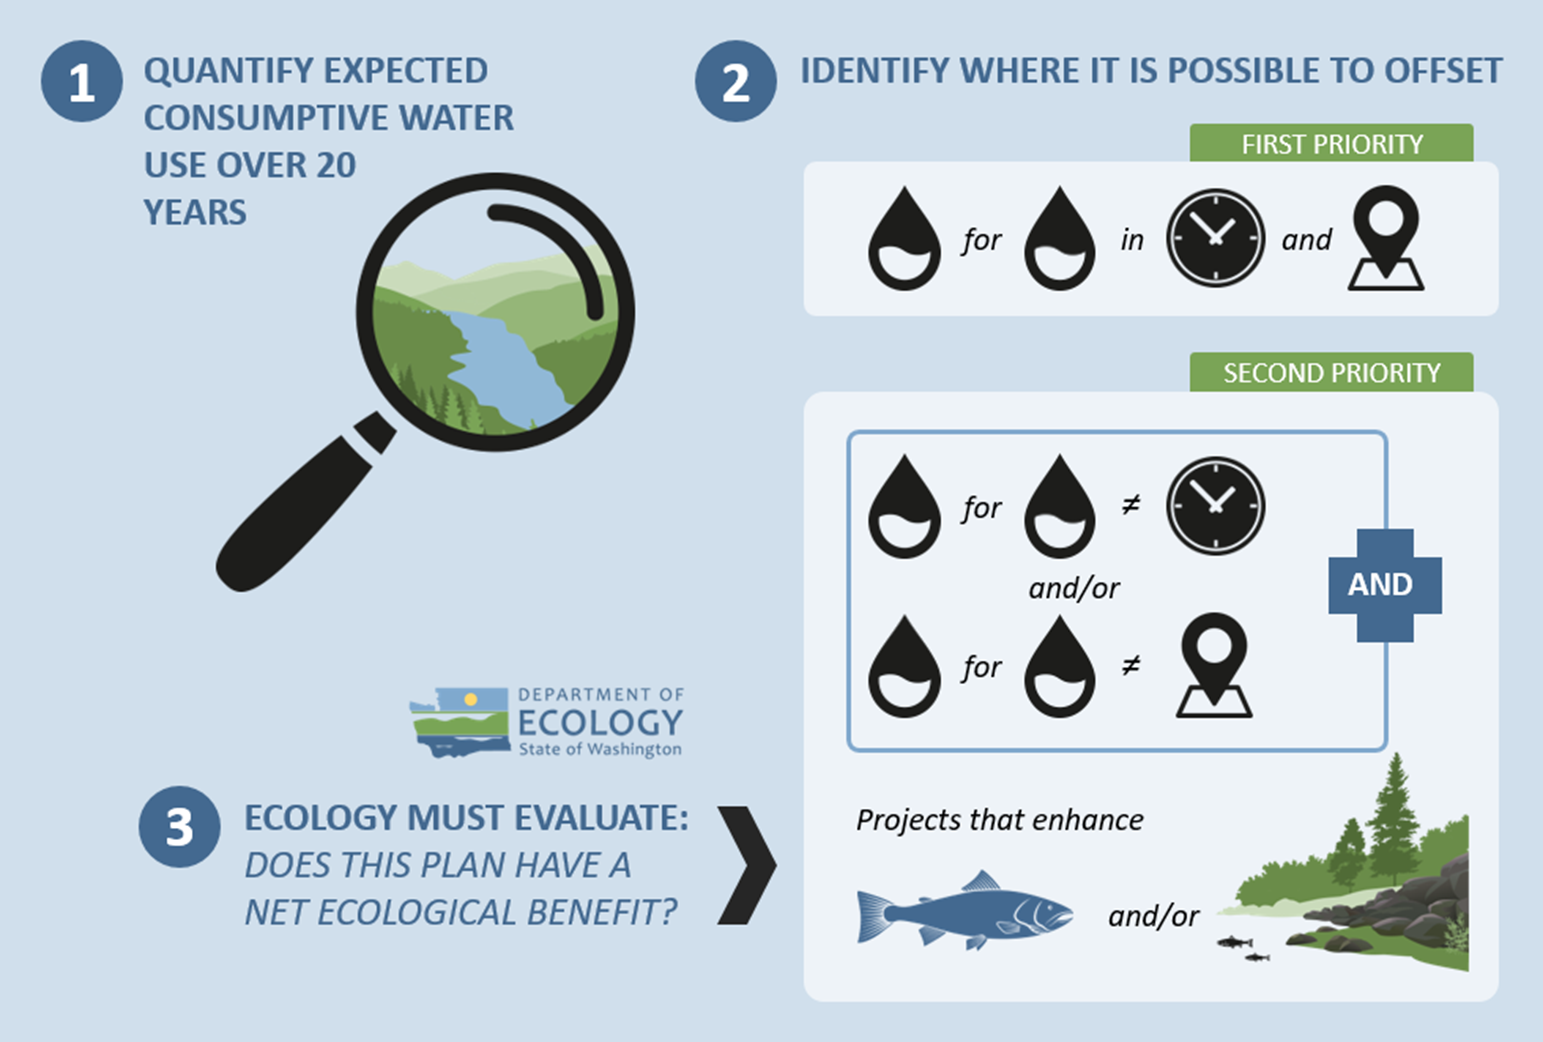 1
QUANTIFY EXPECTED
CONSUMPTIVE WATER
USE OVER 20
YEARS
2
IDENTIFY WHERE IT IS POSSIBLE TO OFFSET
FIRST PRIORITY
for in and
SECOND PRIORITY
for ≠
and/or
for ≠
AND
Projects that enhance
and/or
DEPARTMENT OF
ECOLOGY
State of Washington
3
ECOLOGY MUST EVALUATE:
DOES THIS PLAN HAVE A
NET ECOLOGICAL BENEFIT?